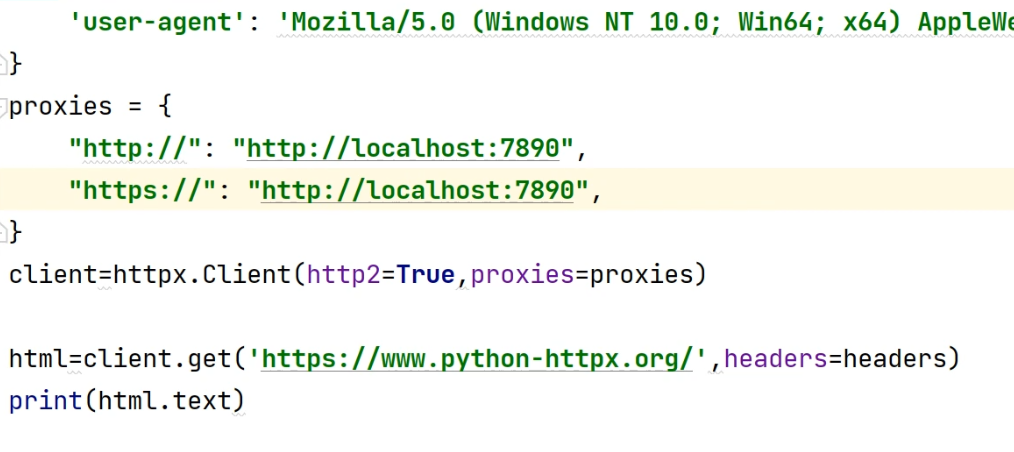 'user-agent': 'Mozilla/5.0 (Windows NT 10.0; Win64; x64) AppleWe
}
proxies = {
"http://": "http://localhost:7890",
"https://": "http://localhost:7890",
}
client=httpx.Client(http2=True,proxies=proxies)
html=client.get('https://www.python-httpx.org/',headers=headers)
print(html.text)